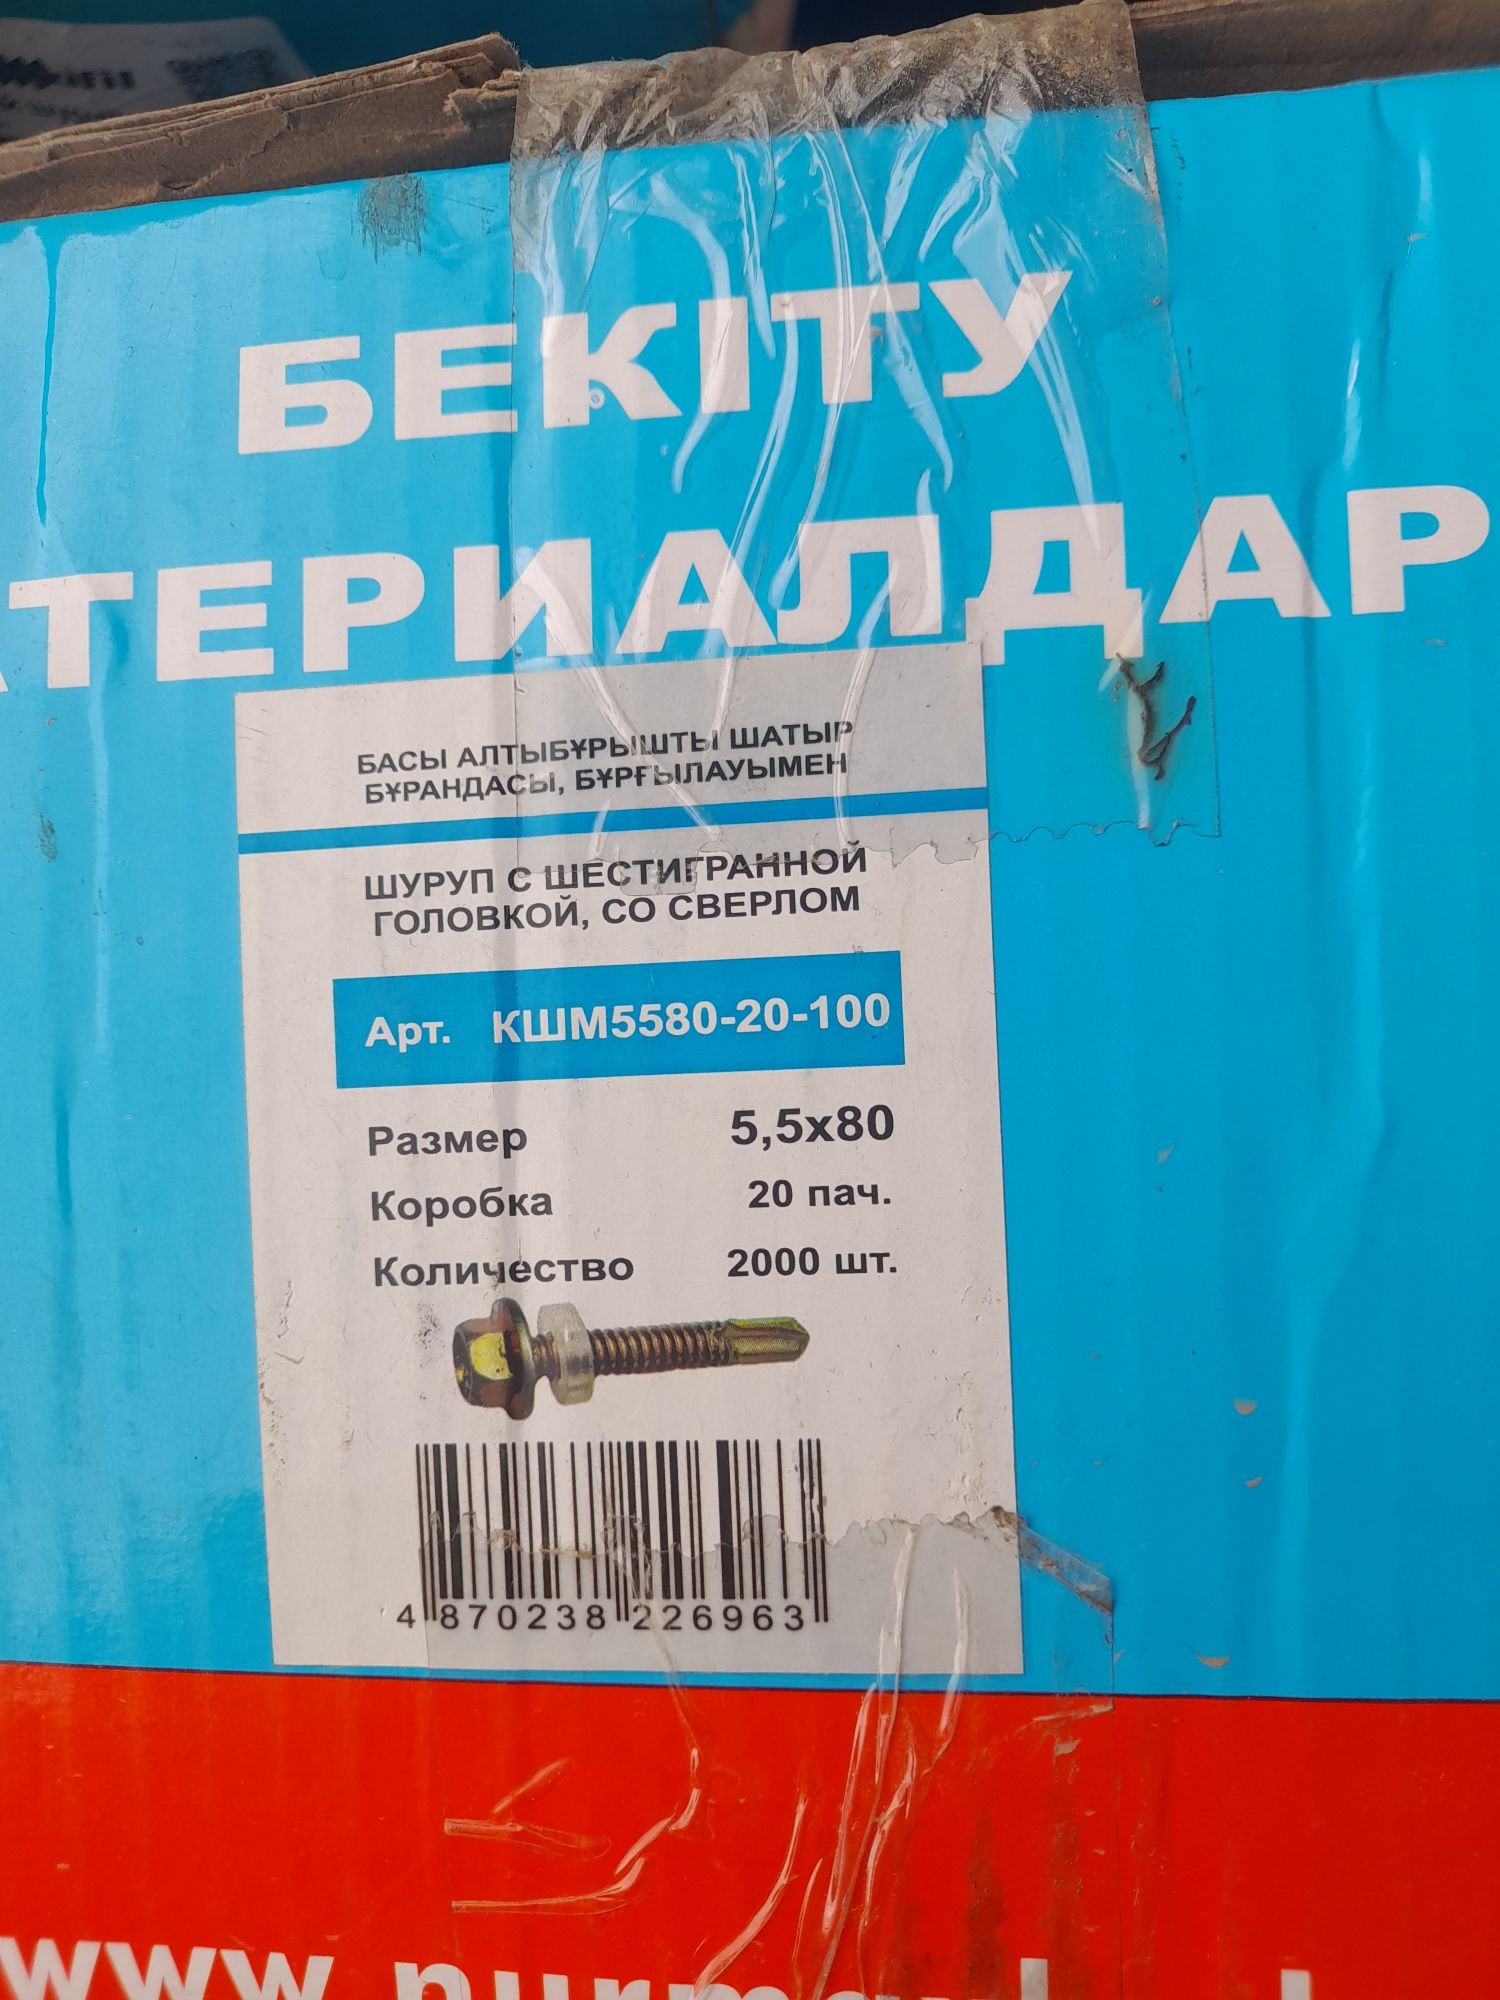 БЕКІТУ
АТЕРИАЛДАР
БАСЫ АЛТЫБҰРЫШТЫ ШАТЫР
БҰРАНДАСЫ, БҰРҒЫЛАУЫМЕН
ШУРУП С ШЕСТИГРАННОЙ
ГОЛОВКОЙ, СО СВЕРЛОМ
Арт. КШМ5580-20-100
Размер 5,5х80
Коробка 20 пач.
Количество 2000 шт.
4 870238 226963